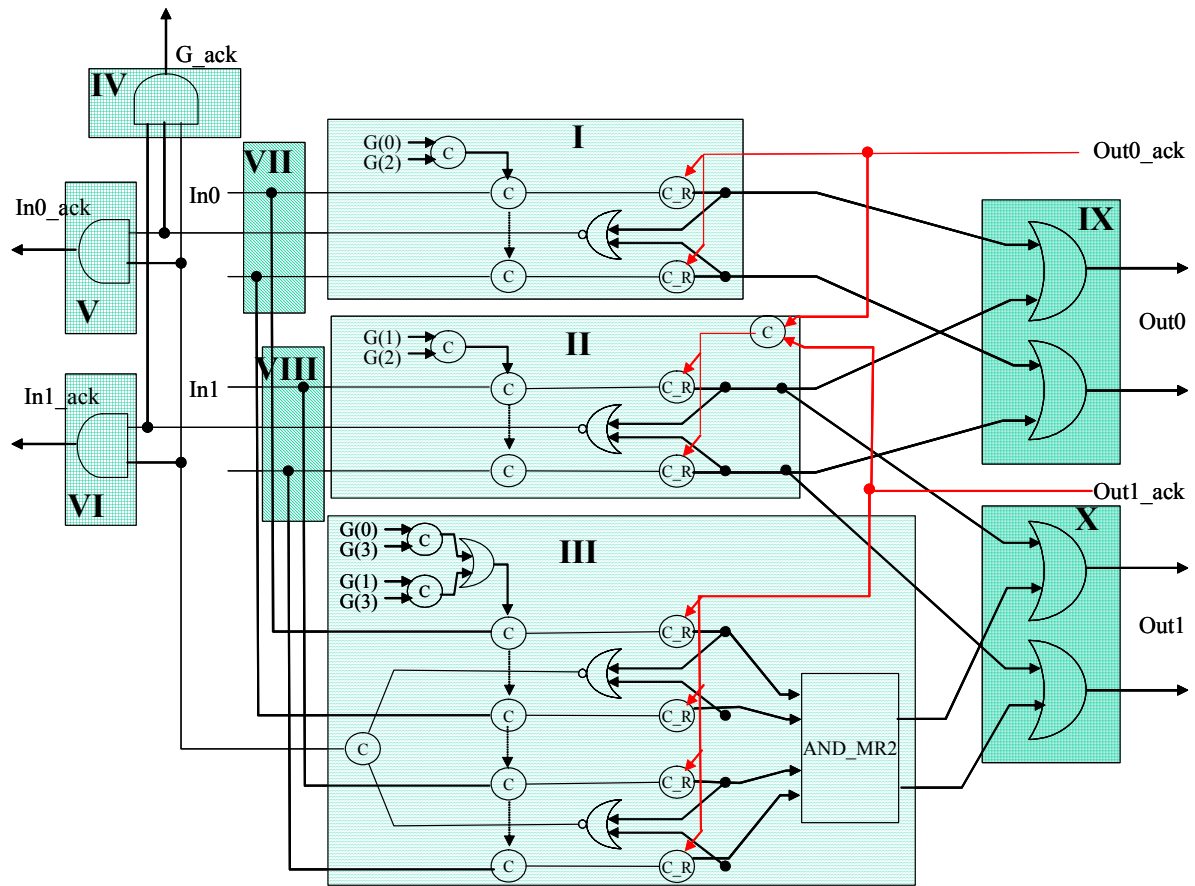 G_ack
IV
VII
I
G(0)
G(2)
C
Out0_ack
In0
C
C_R
In0_ack
IX
V
C
C_R
Out0
G(1)
G(2)
C
II
C
VIII
In1
C
C_R
In1_ack
C
C_R
VI
Out1_ack
X
G(0)
G(3)
C
III
G(1)
G(3)
C
C
C_R
Out1
C
C_R
C
AND_MR2
C
C_R
C
C_R